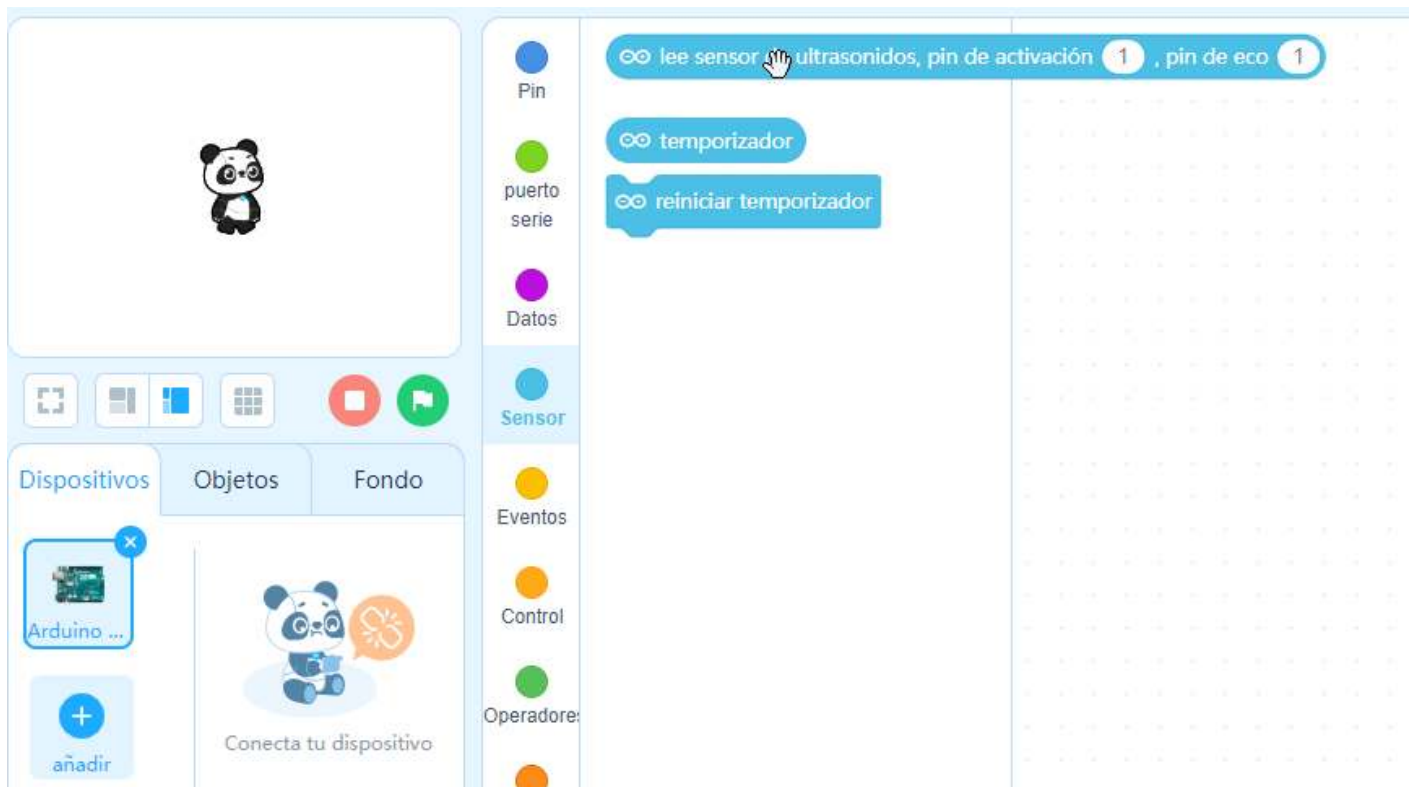 lee sensor ultrasonidos, pin de activación 1 , pin de eco 1
temporizador
reiniciar temporizador
Pin
puerto
serie
Datos
Sensor
Eventos
Control
Operadores
Dispositivos
Objetos
Fondo
Arduino ...
añadir
Conecta tu dispositivo